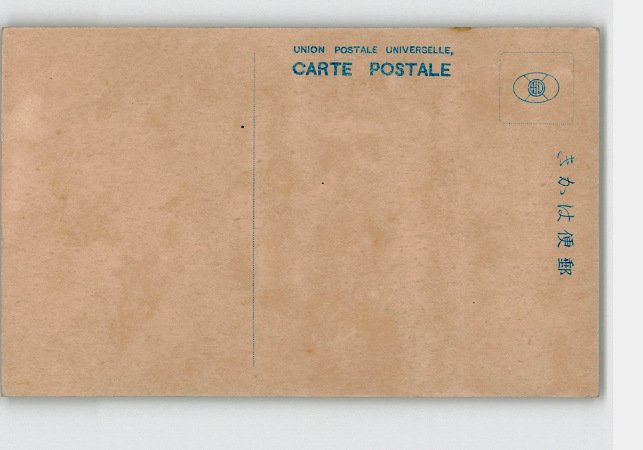 UNION POSTALE UNIVERSELLE,
CARTE POSTALE
郵便はかき